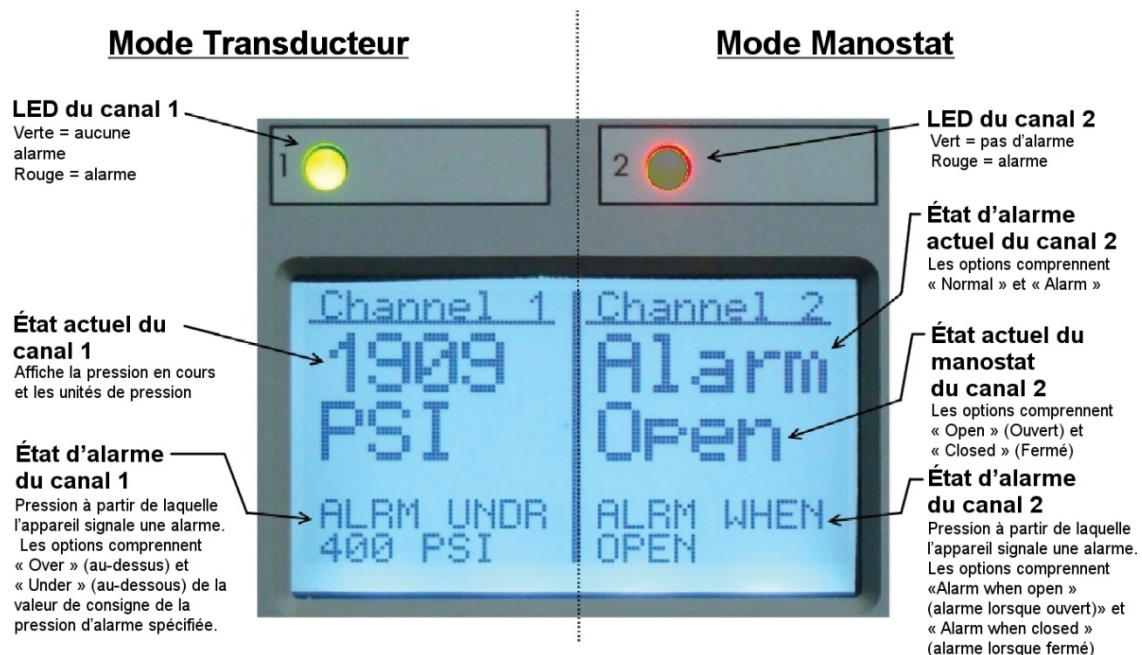 Mode Transducteur
Mode Manostat
LED du canal 1
Verte = aucune
alarme
Rouge = alarme
État actuel du
canal 1
Affiche la pression en cours
et les unités de pression
État d'alarme
du canal 1
Pression à partir de laquelle
l'appareil signale une alarme.
Les options comprennent
« Over » (au-dessus) et
« Under » (au-dessous) de la
valeur de consigne de la
pression d'alarme spécifiée.
1
2
Channel 1
1909
PSI
ALRM UNDR
400 PSI
Channel 2
Alarm
Open
ALRM WHEN
OPEN
LED du canal 2
Vert = pas d'alarme
Rouge = alarme
État d'alarme
actuel du canal 2
Les options comprennent
« Normal » et « Alarm »
État actuel du
manostat
du canal 2
Les options comprennent
« Open » (Ouvert) et
« Closed » (Fermé)
État d'alarme
du canal 2
Pression à partir de laquelle
l'appareil signale une alarme.
Les options comprennent
«Alarm when open »
(alarme lorsque ouvert)» et
« Alarm when closed »
(alarme lorsque fermé)